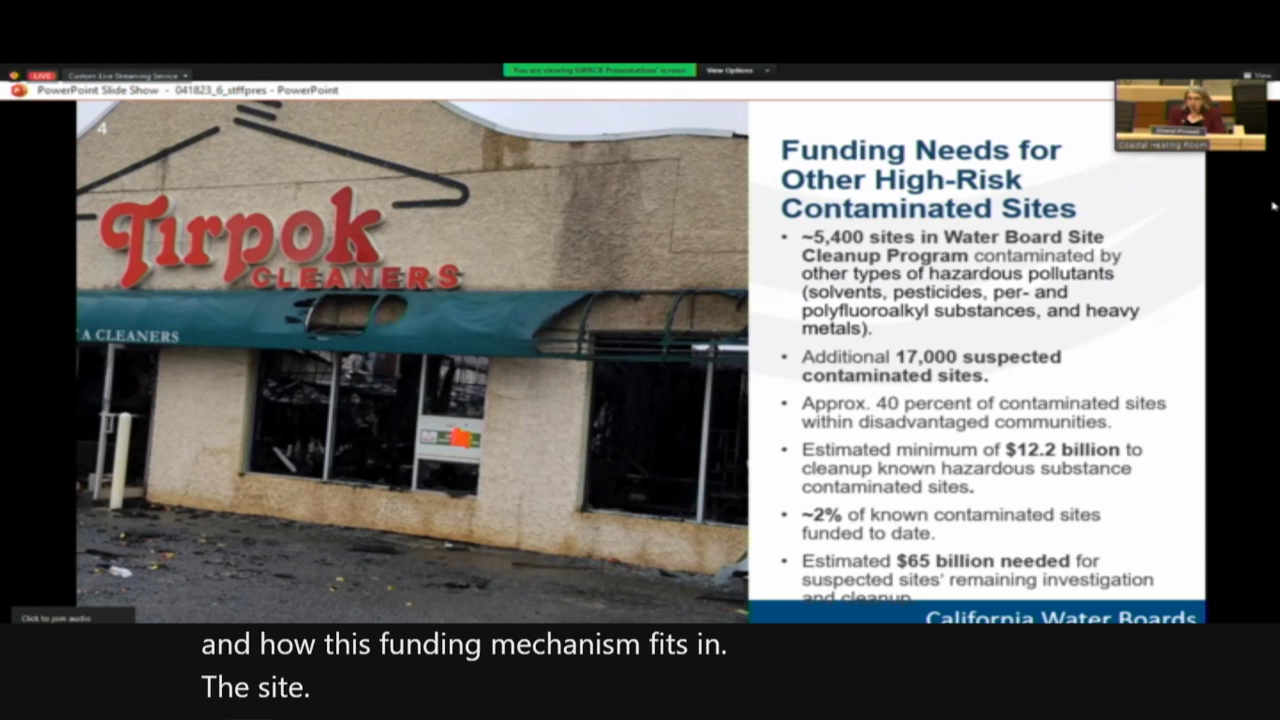 LIVE Custom Live Streaming Service
You are viewing SWRCB Presentations' screen
View Options
View
PowerPoint Slide Show - 041823_6_stffpres - PowerPoint
4
Tirpok
CLEANERS
A CLEANERS
Coastal Hearing Room
Funding Needs for
Other High-Risk
Contaminated Sites
• ~5,400 sites in Water Board Site
Cleanup Program contaminated by
other types of hazardous pollutants
(solvents, pesticides, per- and
polyfluoroalkyl substances, and heavy
metals).
• Additional 17,000 suspected
contaminated sites.
• Approx. 40 percent of contaminated sites
within disadvantaged communities.
• Estimated minimum of $12.2 billion to
cleanup known hazardous substance
contaminated sites.
• ~2% of known contaminated sites
funded to date.
• Estimated $65 billion needed for
suspected sites' remaining investigation
and cleanup
California Water Boards
Click to join audio
and how this funding mechanism fits in.
The site.